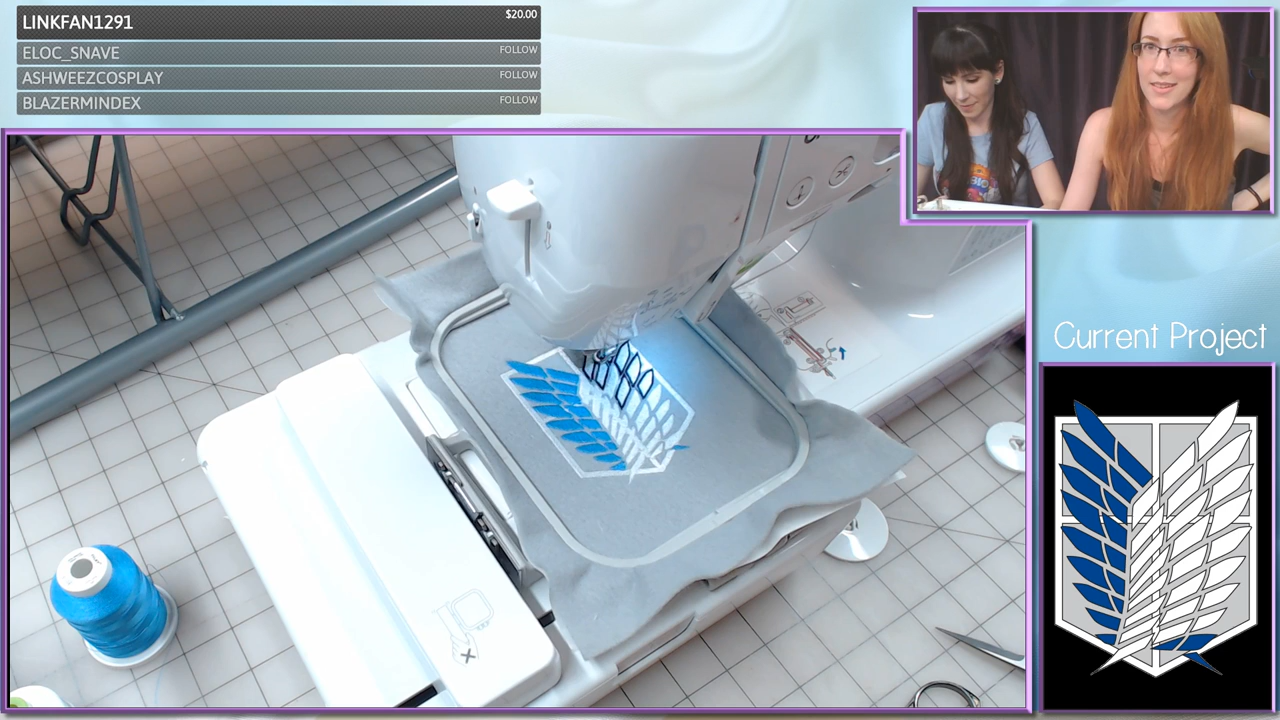 LINKFAN1291 $20.00
ELOC_SNAVE FOLLOW
ASHWEEZCOSPLAY FOLLOW
BLAZERMINDEX FOLLOW
Current Project